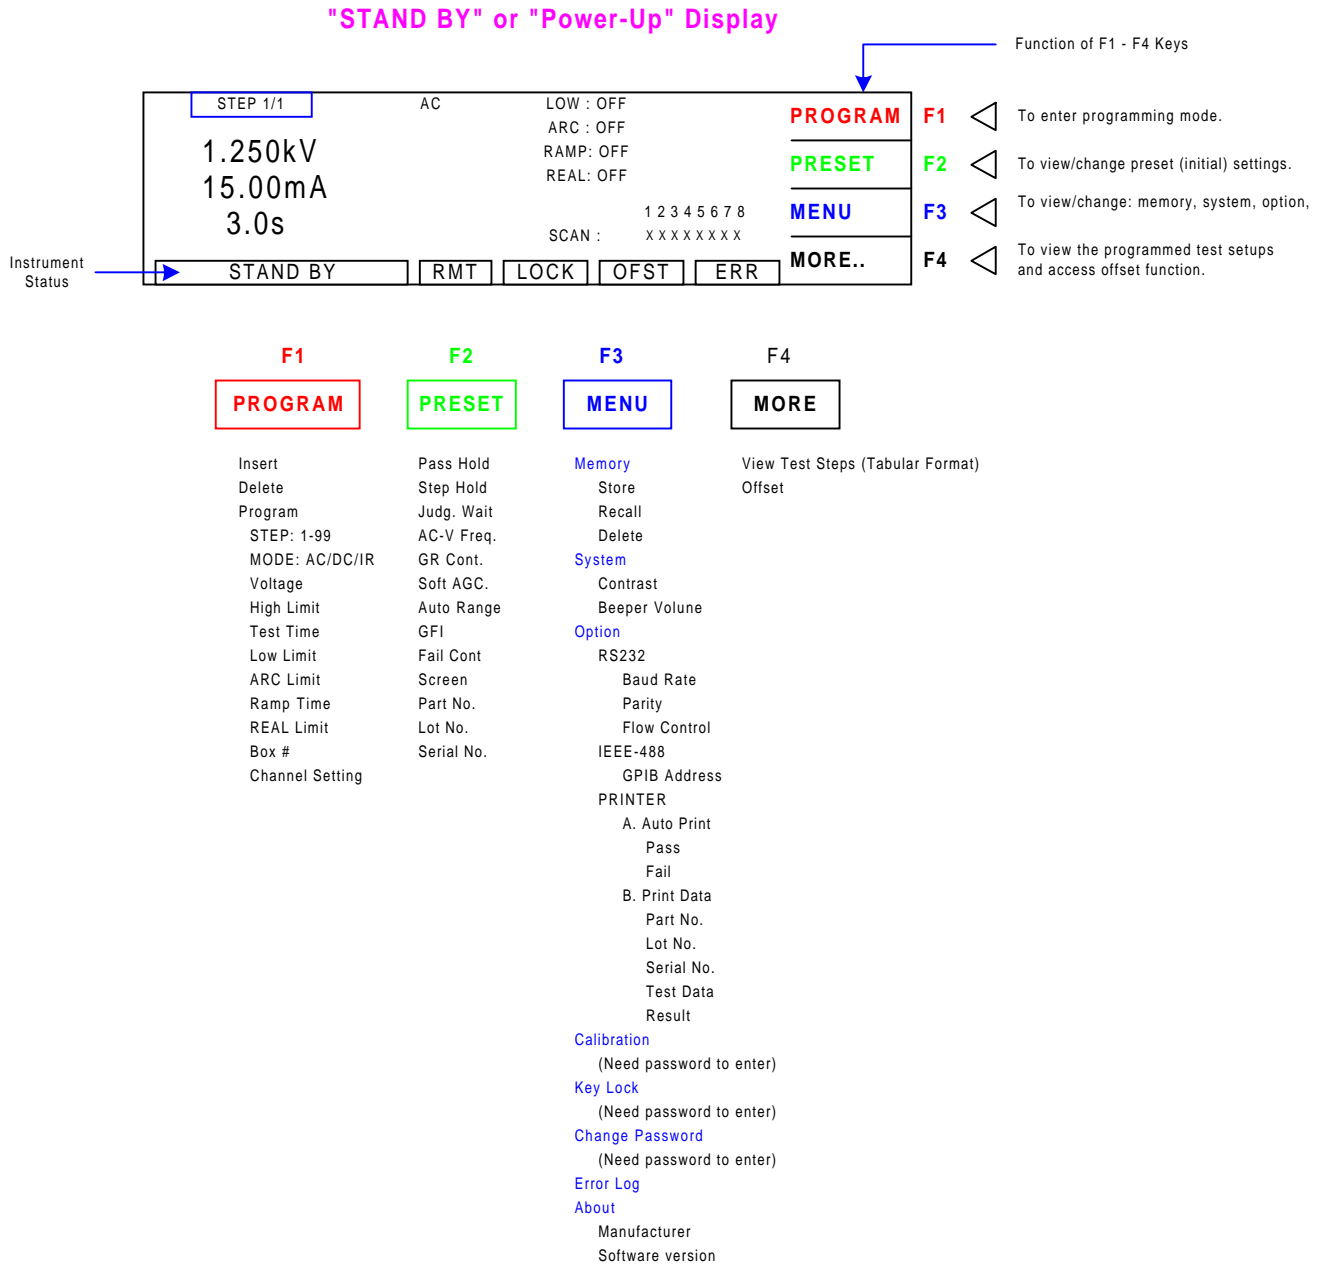 "STAND BY" or "Power-Up" Display
Function of F1 - F4 Keys
STEP 1/1
AC
LOW : OFF
ARC : OFF
RAMP: OFF
REAL: OFF
1.250kV
15.00mA
3.0s
1 2 3 4 5 6 7 8
SCAN : X X X X X X X X
PROGRAM F1 To enter programming mode.
PRESET F2 To view/change preset (initial) settings.
MENU F3 To view/change: memory, system, option,
MORE.. F4 To view the programmed test setups
and access offset function.
Instrument
Status
STAND BY RMT LOCK OFST ERR
F1
PROGRAM
Insert
Delete
Program
STEP: 1-99
MODE: AC/DC/IR
Voltage
High Limit
Test Time
Low Limit
ARC Limit
Ramp Time
REAL Limit
Box #
Channel Setting
F2
PRESET
Pass Hold
Step Hold
Judg. Wait
AC-V Freq.
GR Cont.
Soft AGC.
Auto Range
GFI
Fail Cont
Screen
Part No.
Lot No.
Serial No.
F3
MENU
Memory
Store
Recall
Delete
System
Contrast
Beeper Volune
Option
RS232
Baud Rate
Parity
Flow Control
IEEE-488
GPIB Address
PRINTER
A. Auto Print
Pass
Fail
B. Print Data
Part No.
Lot No.
Serial No.
Test Data
Result
Calibration
(Need password to enter)
Key Lock
(Need password to enter)
Change Password
(Need password to enter)
Error Log
About
Manufacturer
Software version
F4
MORE
View Test Steps (Tabular Format)
Offset